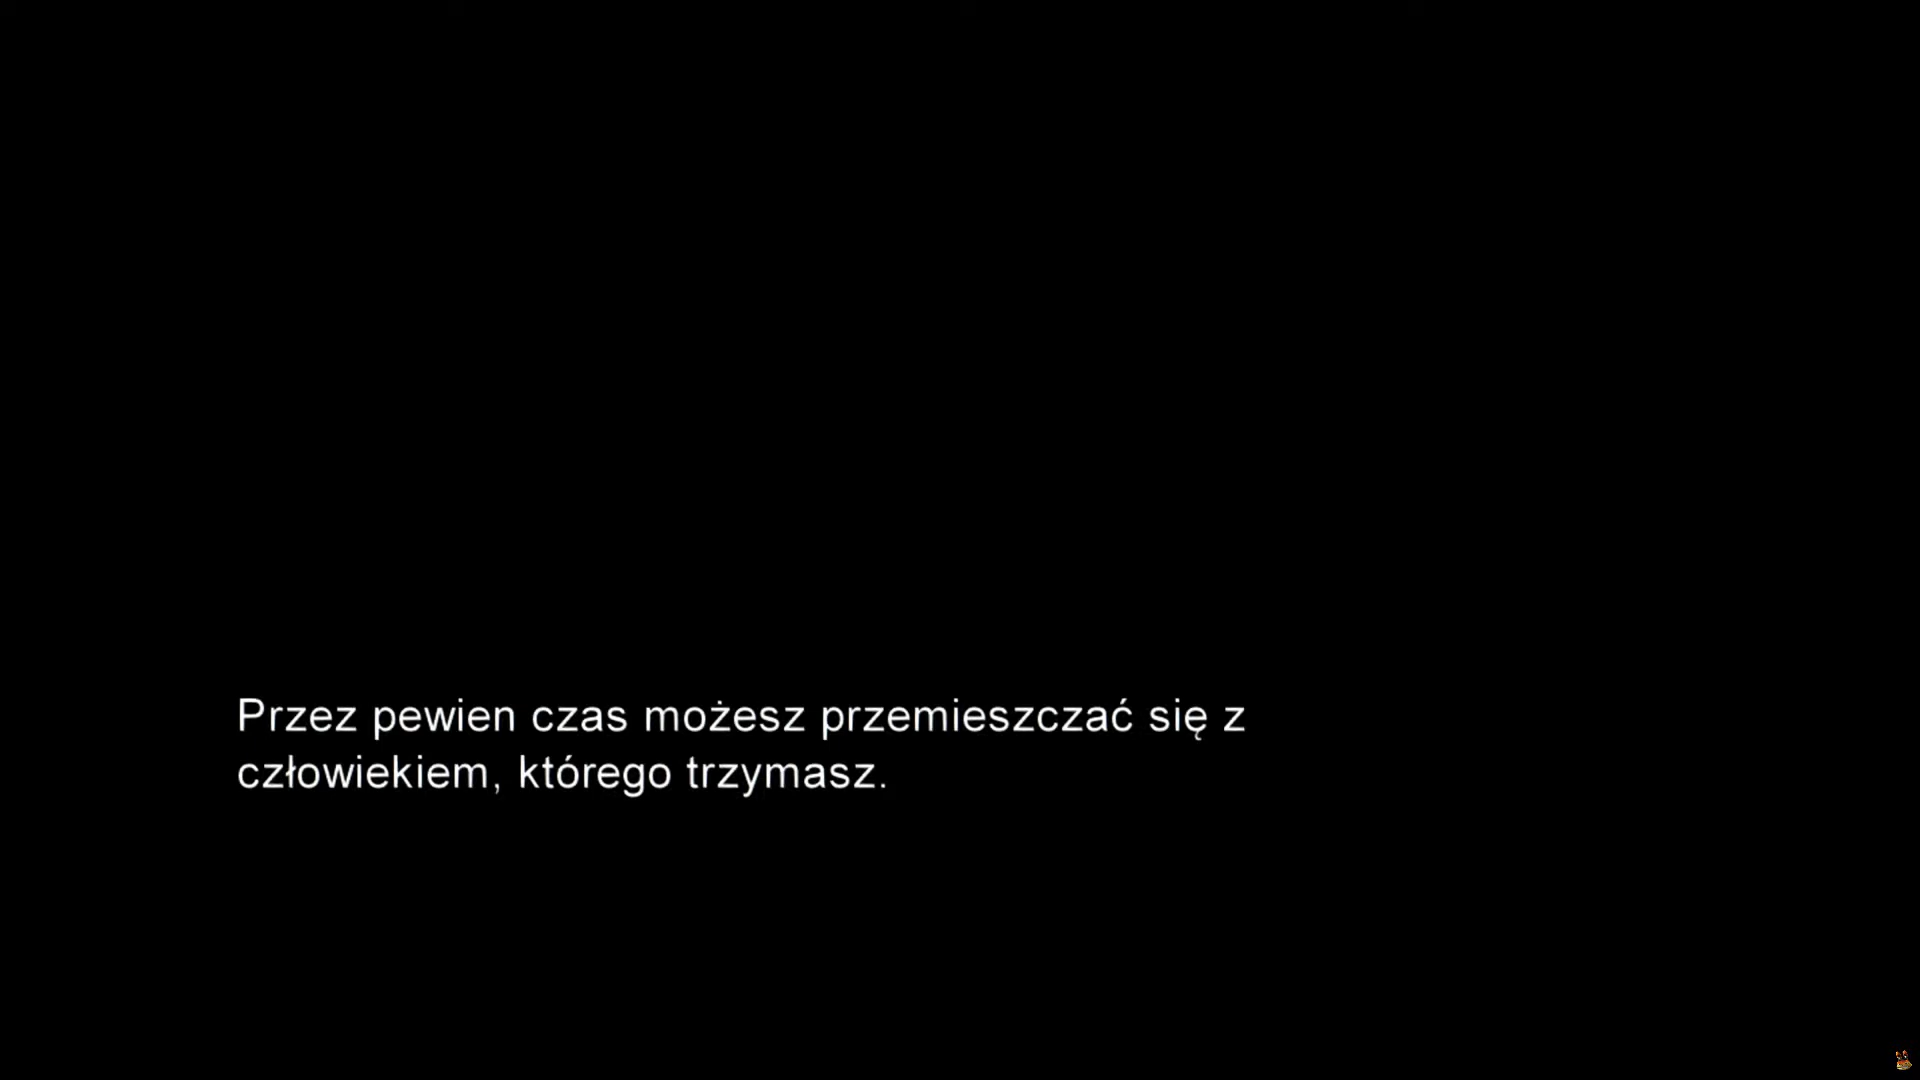 Przez pewien czas możesz przemieszczać się z
człowiekiem, którego trzymasz.